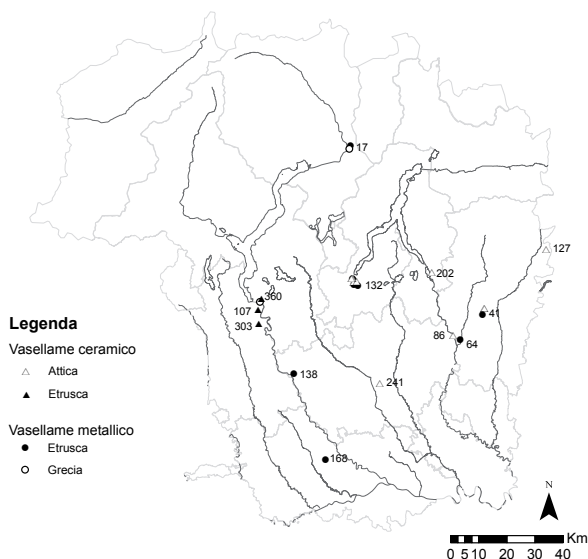 17
127
202
132
360
107
303
41
86
64
138
241
168
Legenda
Vasellame ceramico
Attica
Etrusca
Vasellame metallico
Etrusca
Grecia
N
Km
0 5 10 20 30 40